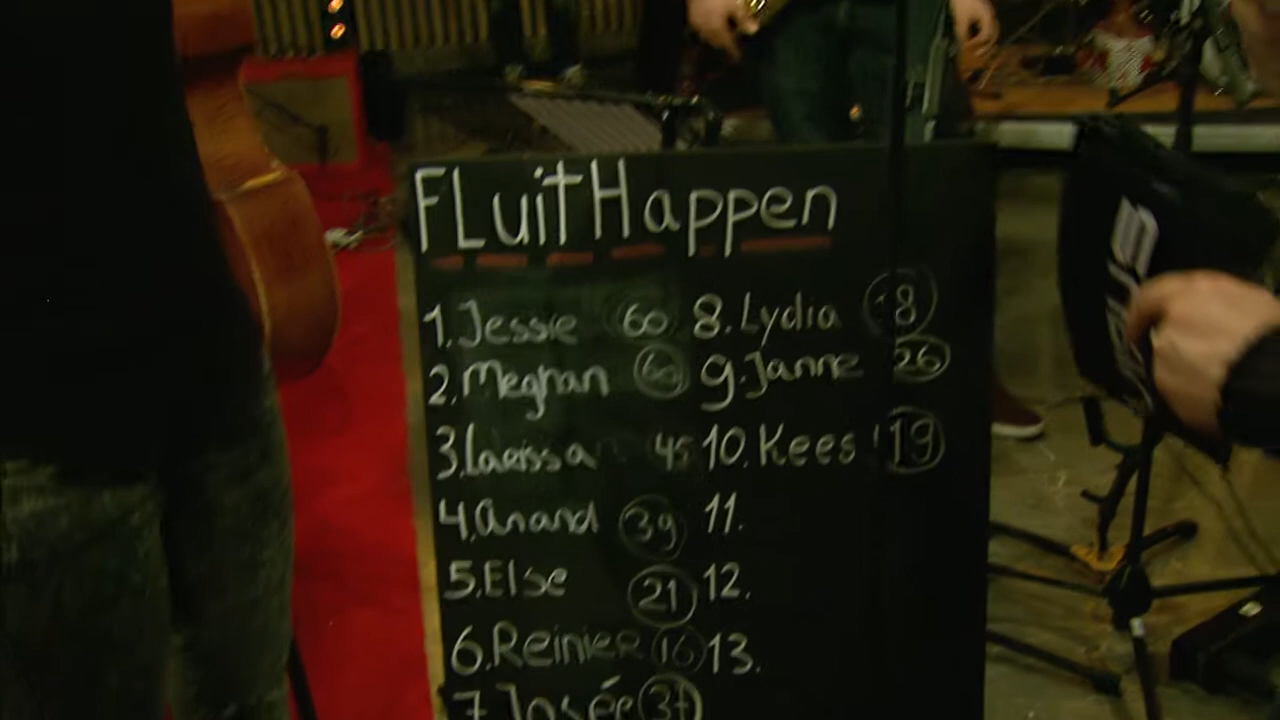 FLuitHappen
1. Jessie 60
2. Meghan 60
3. Larissa 45
4. Anand 39
5. Else 21
6. Reinier 16
7. Josée 37
8. Lydia 18
9. Janne 26
10. Kees 19
11.
12.
13.